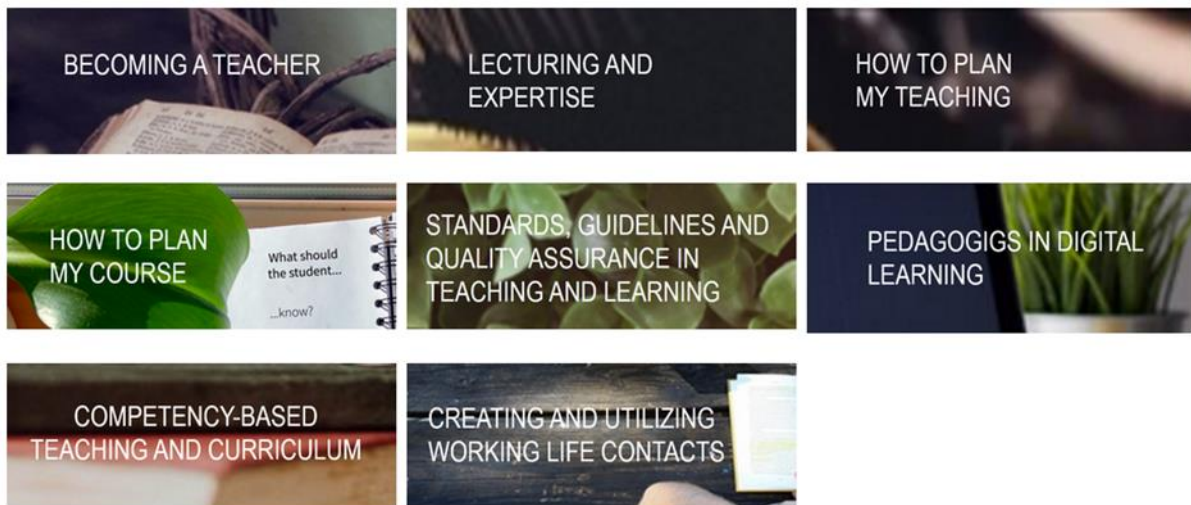 BECOMING A TEACHER
LECTURING AND
EXPERTISE
HOW TO PLAN
MY TEACHING
HOW TO PLAN
MY COURSE
What should
the student...
...know?
STANDARDS, GUIDELINES AND
QUALITY ASSURANCE IN
TEACHING AND LEARNING
PEDAGOGIGS IN DIGITAL
LEARNING
COMPETENCY-BASED
TEACHING AND CURRICULUM
CREATING AND UTILIZING
WORKING LIFE CONTACTS